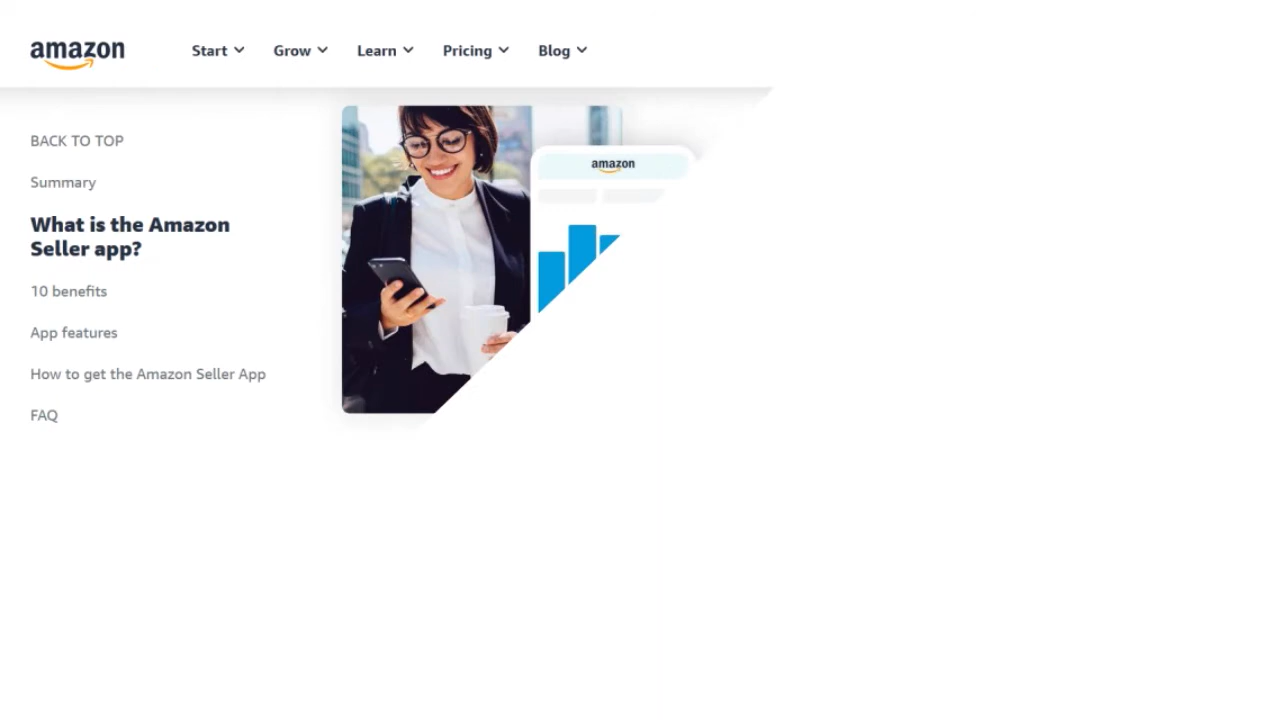 amazon
Start
Grow
Learn
Pricing
Blog
BACK TO TOP
Summary
What is the Amazon
Seller app?
10 benefits
App features
How to get the Amazon Seller App
FAQ
amazon